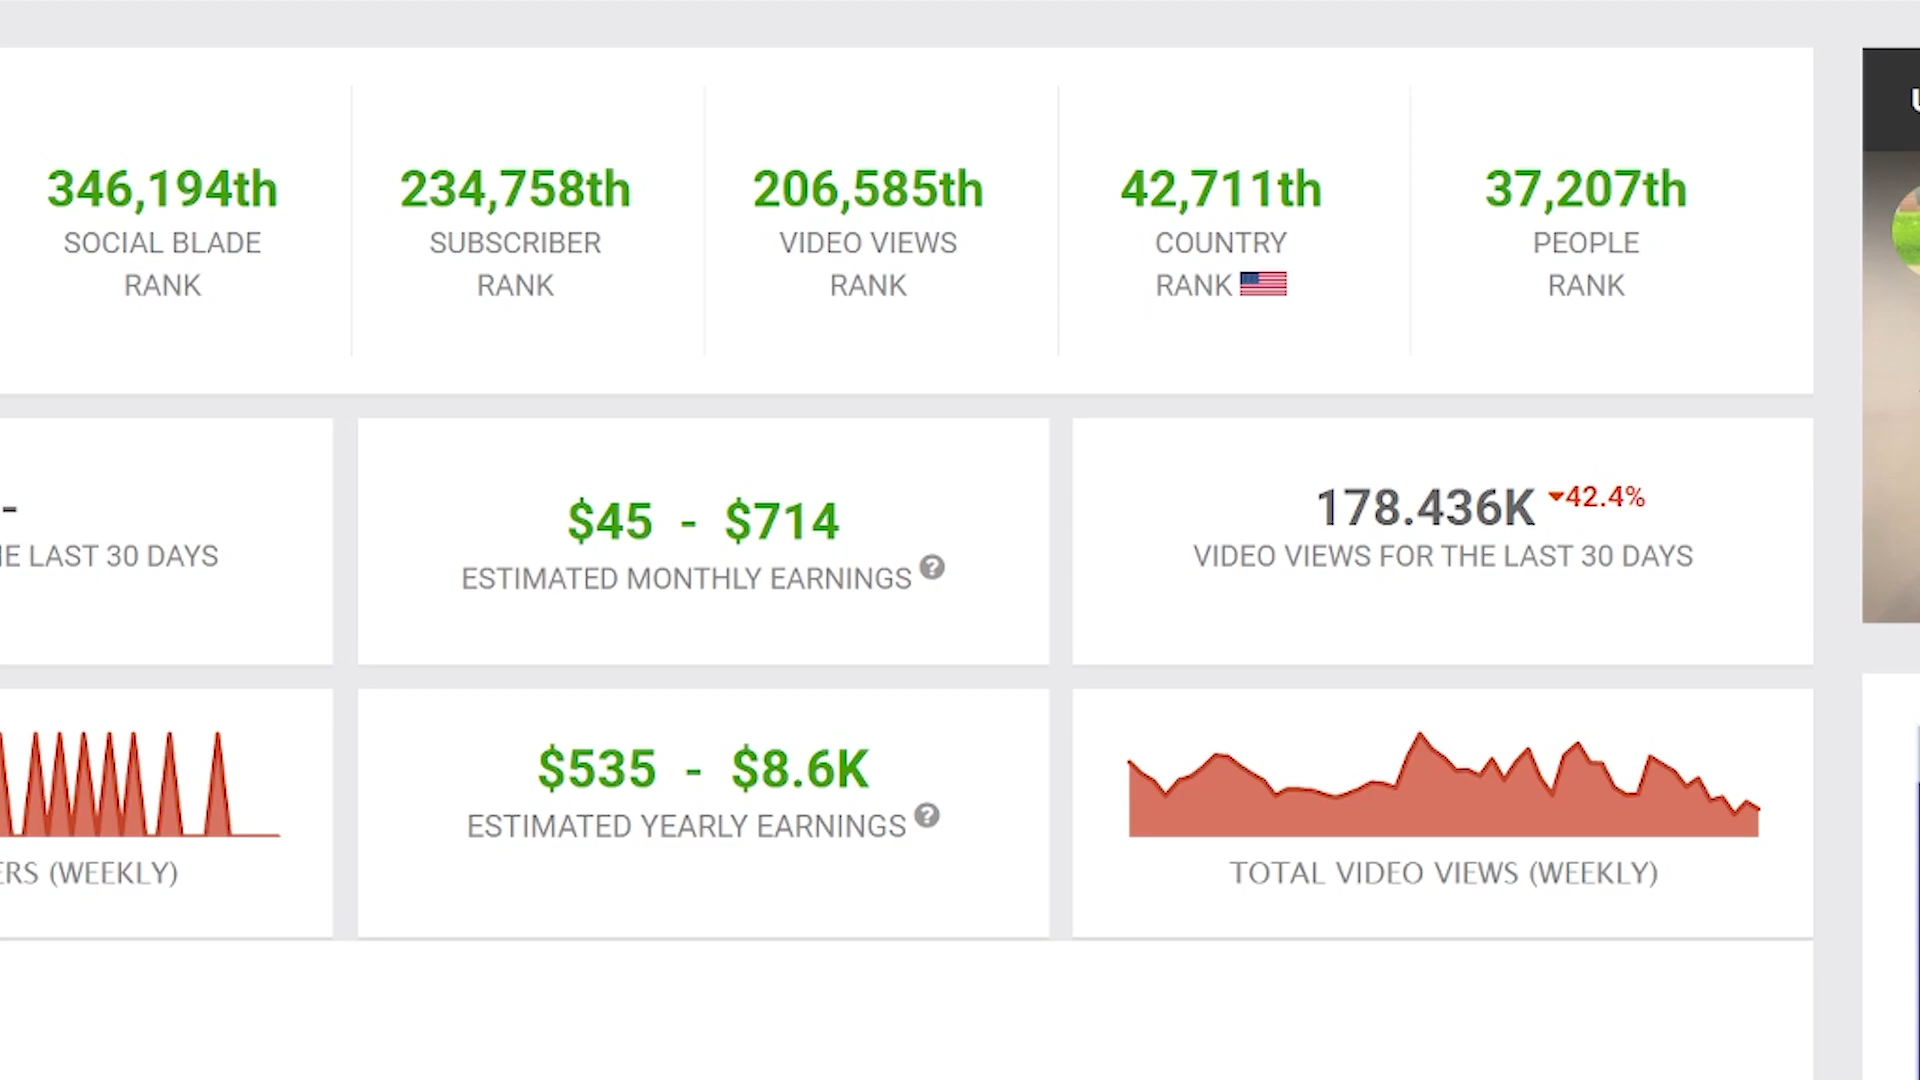 346,194th
SOCIAL BLADE
RANK
234,758th
SUBSCRIBER
RANK
206,585th
VIDEO VIEWS
RANK
42,711th
COUNTRY
RANK
37,207th
PEOPLE
RANK
-
E LAST 30 DAYS
$45 - $714
ESTIMATED MONTHLY EARNINGS ?
178.436K 42.4%
VIDEO VIEWS FOR THE LAST 30 DAYS
ERS (WEEKLY)
$535 - $8.6K
ESTIMATED YEARLY EARNINGS ?
TOTAL VIDEO VIEWS (WEEKLY)